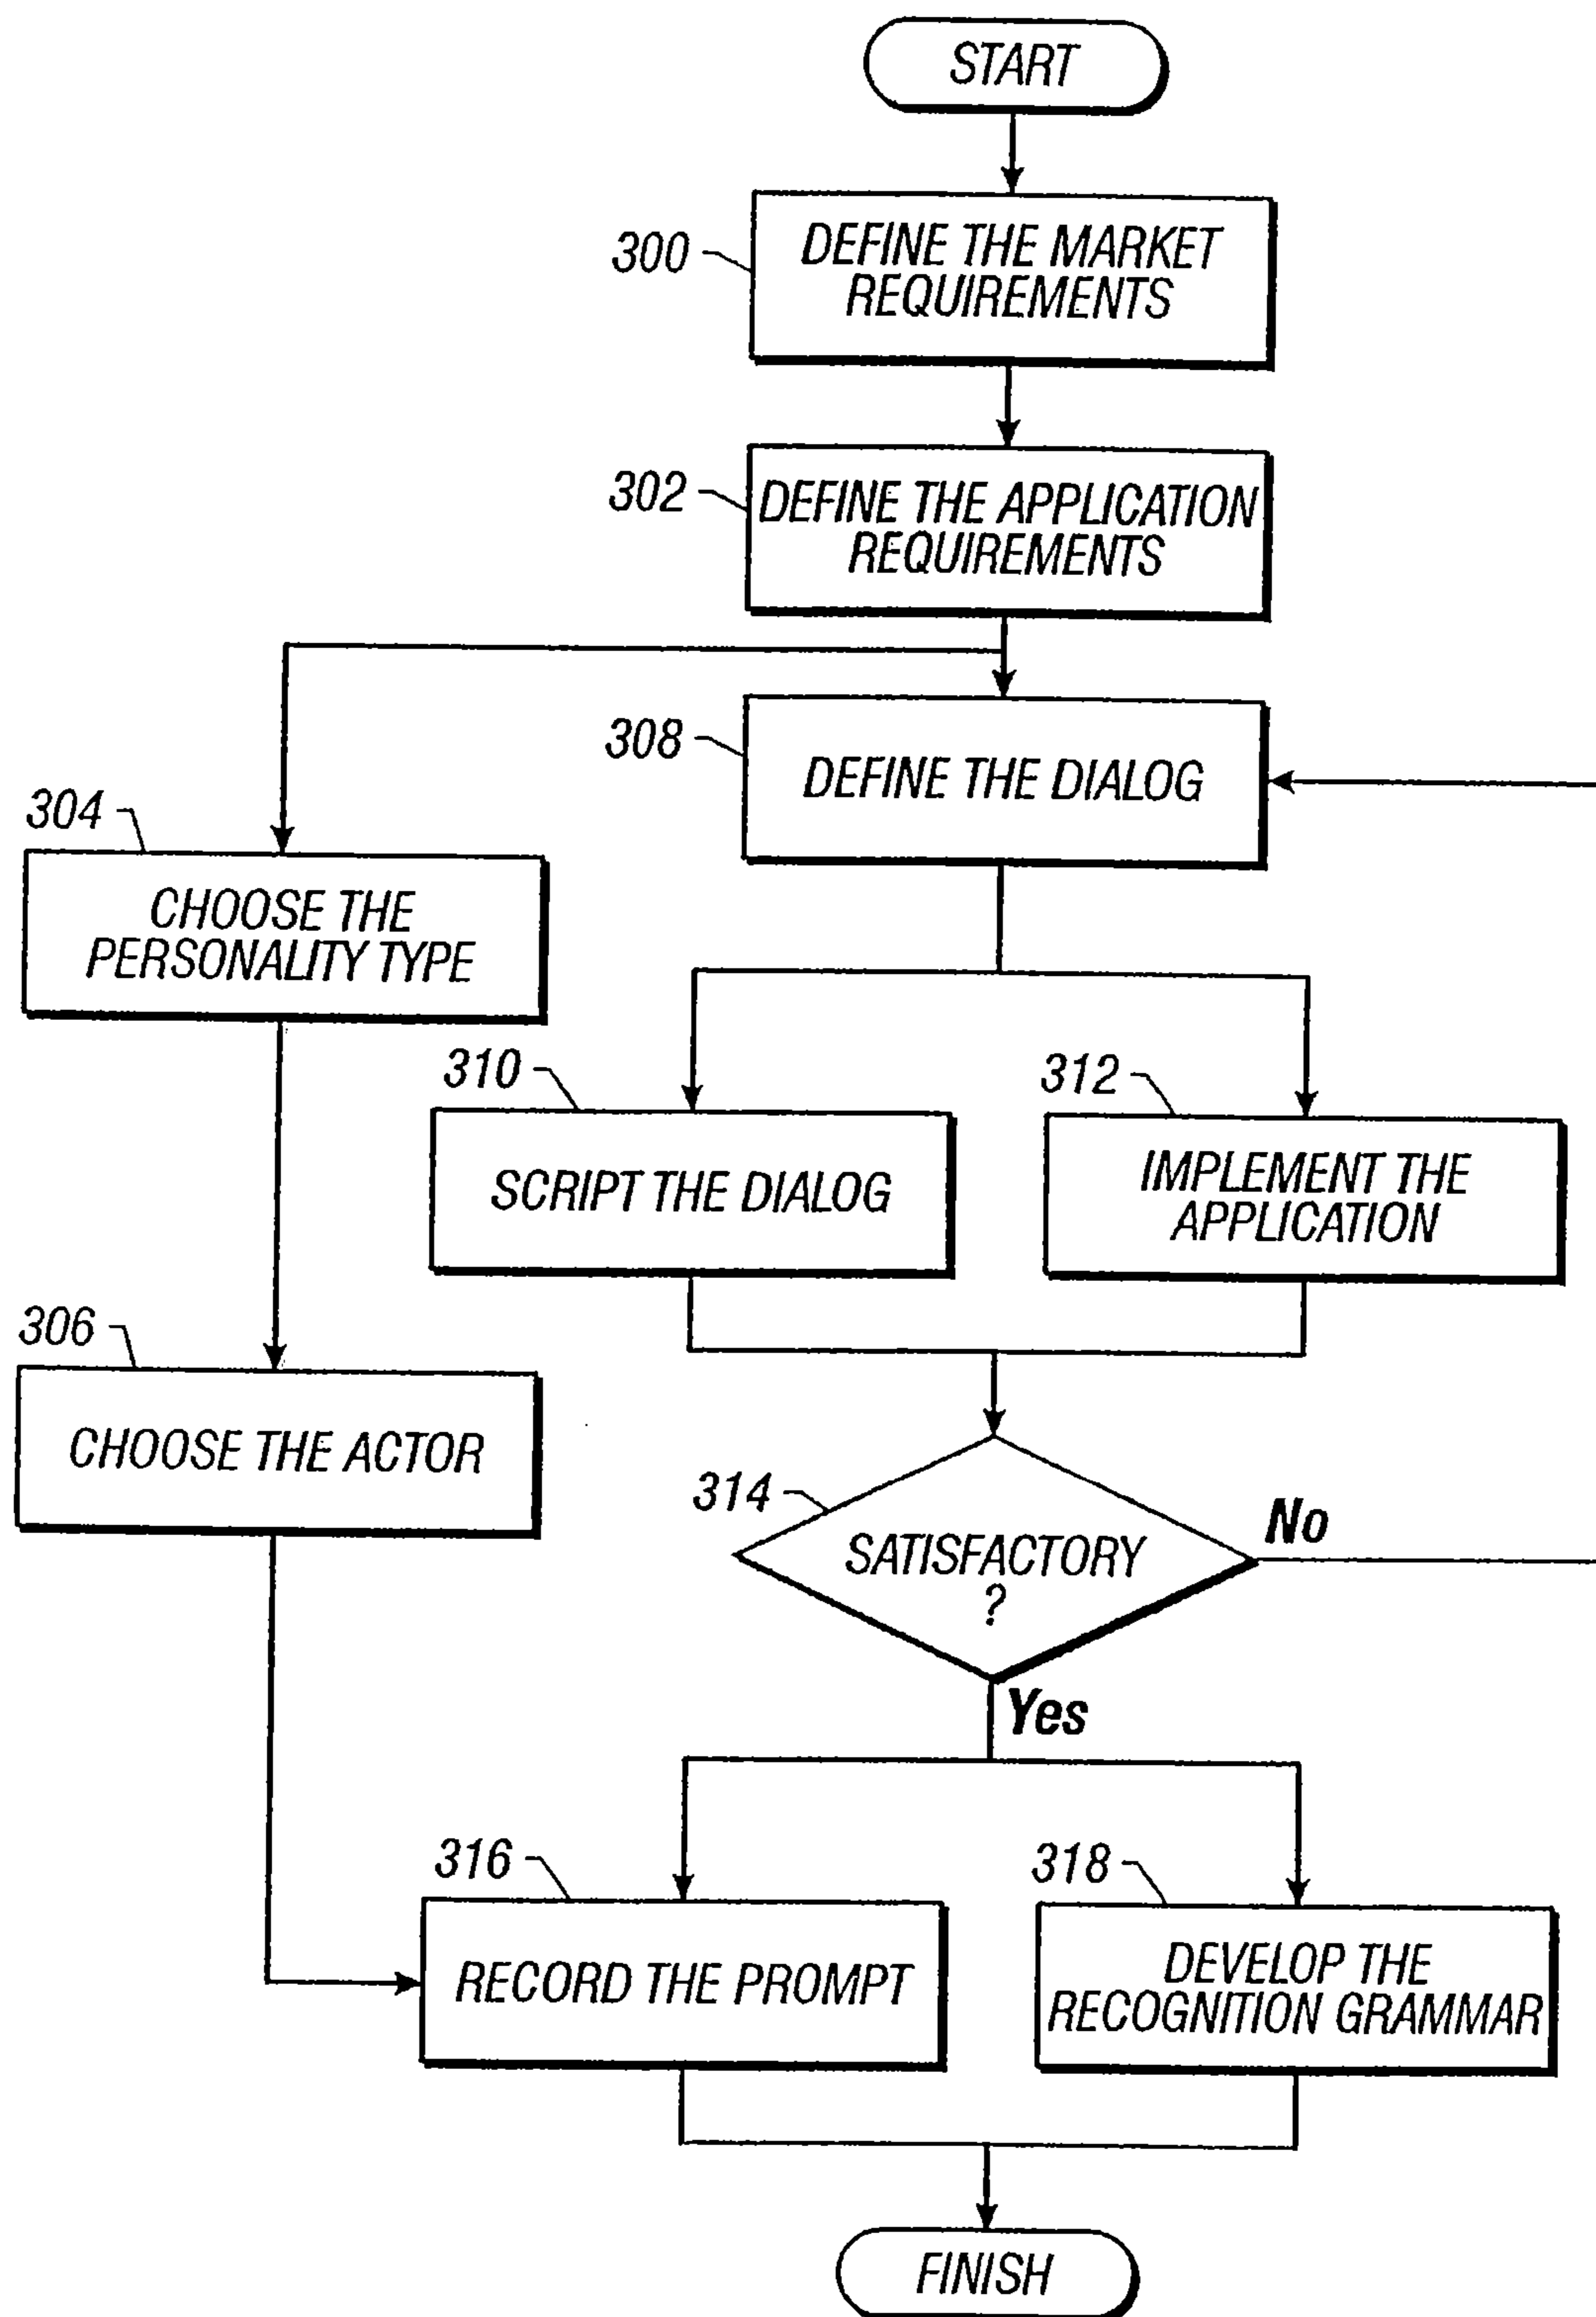 START
300
DEFINE THE MARKET
REQUIREMENTS
302
DEFINE THE APPLICATION
REQUIREMENTS
308
DEFINE THE DIALOG
304
CHOOSE THE
PERSONALITY TYPE
310
SCRIPT THE DIALOG
312
IMPLEMENT THE
APPLICATION
306
CHOOSE THE ACTOR
314
SATISFACTORY
?
No
Yes
316
RECORD THE PROMPT
318
DEVELOP THE
RECOGNITION GRAMMAR
FINISH